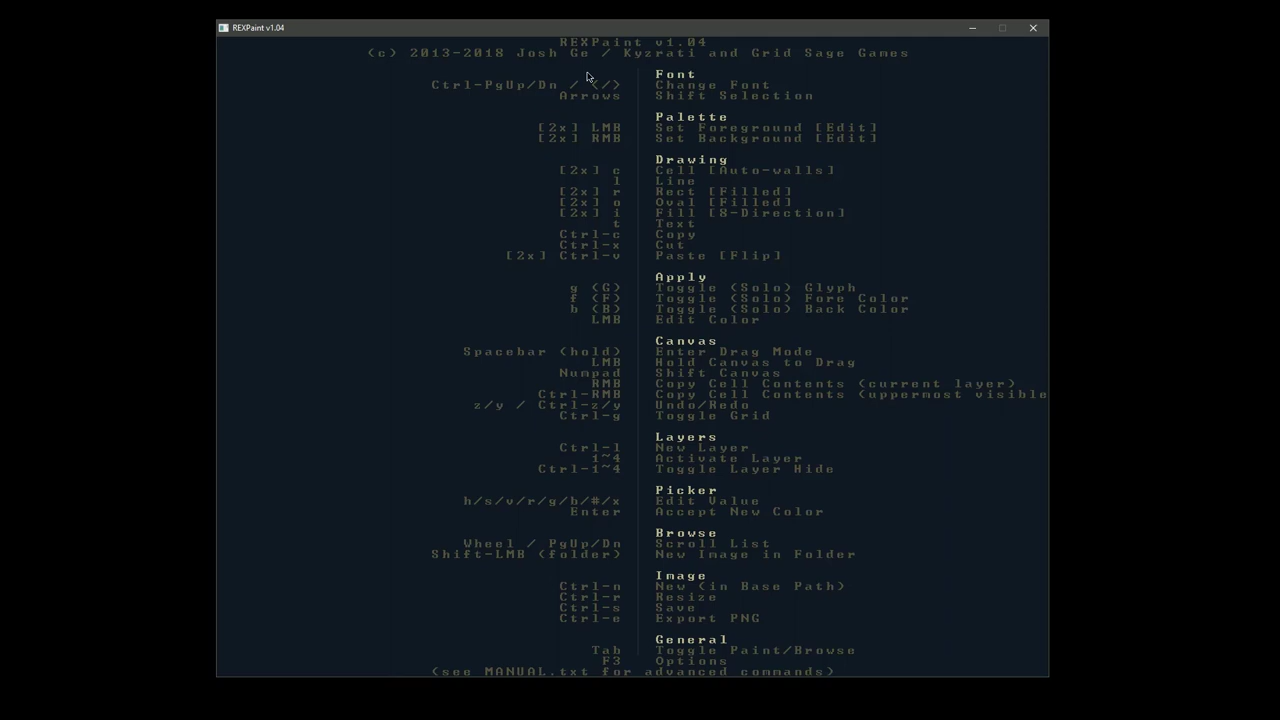 REXPaint v1.04
REXPaint v1.04
(c) 2013-2018 Josh Ge / Kyzrati and Grid Sage Games
Font
Ctrl-PgUp/Dn / </> Change Font
Arrows Shift Selection
Palette
[2x] LMB Set Foreground [Edit]
[2x] RMB Set Background [Edit]
Drawing
[2x] c Cell [Auto-walls]
l Line
[2x] r Rect [Filled]
[2x] o Oval [Filled]
[2x] i Fill [8-Direction]
t Text
Ctrl-c Copy
Ctrl-x Cut
[2x] Ctrl-v Paste [Flip]
Apply
g (G) Toggle (Solo) Glyph
f (F) Toggle (Solo) Fore Color
b (B) Toggle (Solo) Back Color
LMB Edit Color
Canvas
Spacebar (hold) Enter Drag Mode
LMB Hold Canvas to Drag
Numpad Shift Canvas
RMB Copy Cell Contents (current layer)
Ctrl-RMB Copy Cell Contents (uppermost visible
z/y / Ctrl-z/y Undo/Redo
Ctrl-g Toggle Grid
Layers
Ctrl-l New Layer
1~4 Activate Layer
Ctrl-1~4 Toggle Layer Hide
Picker
h/s/v/r/g/b/#/x Edit Value
Enter Accept New Color
Browse
Wheel / PgUp/Dn Scroll List
Shift-LMB (folder) New Image in Folder
Image
Ctrl-n New (in Base Path)
Ctrl-r Resize
Ctrl-s Save
Ctrl-e Export PNG
General
Tab Toggle Paint/Browse
F3 Options
(see MANUAL.txt for advanced commands)